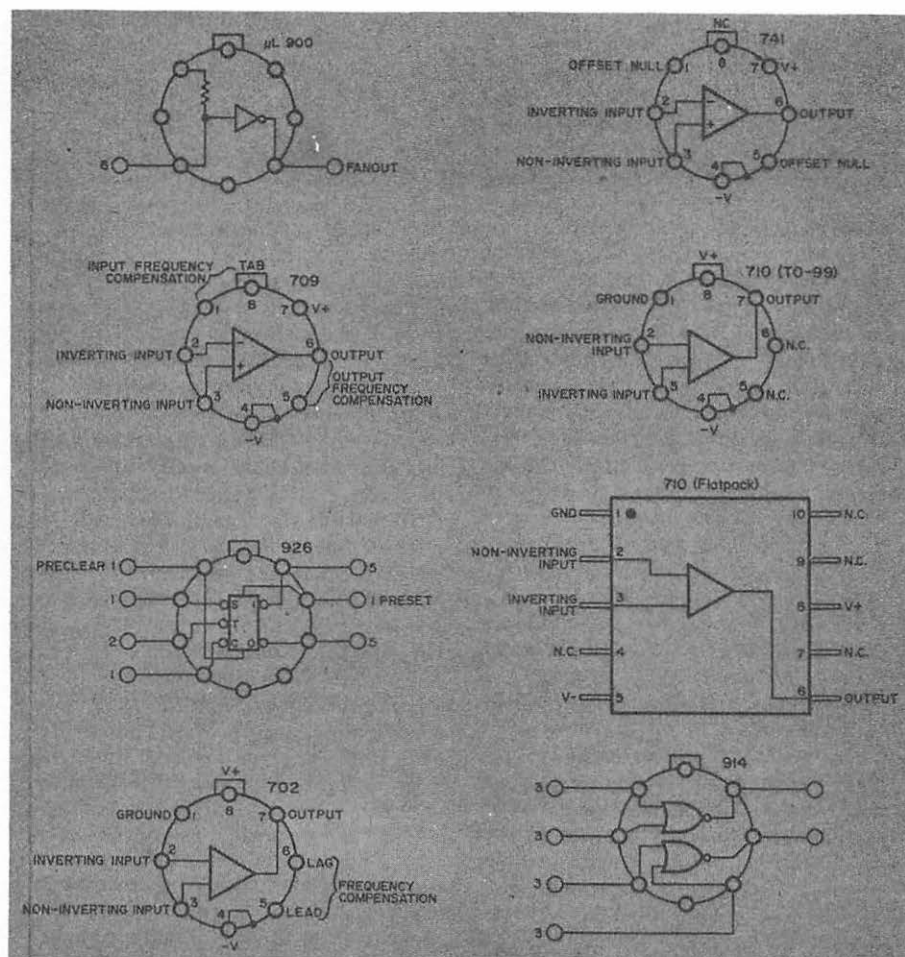 μL 900
8
FANOUT
NC
741
OFFSET NULL
1
8
7
V+
INVERTING INPUT
2
6
OUTPUT
NON-INVERTING INPUT
3
4
5
OFFSET NULL
-V
INPUT FREQUENCY
COMPENSATION
TAB
709
1
8
7
V+
INVERTING INPUT
2
6
OUTPUT
OUTPUT
FREQUENCY
COMPENSATION
NON-INVERTING INPUT
3
4
5
-V
V+
710 (TO-99)
GROUND
1
8
7
OUTPUT
NON-INVERTING
INPUT
2
6
N.C.
INVERTING INPUT
5
4
5
N.C.
-V
926
PRECLEAR 1
5
1
S
1
1 PRESET
2
T
5
1
C
0
710 (Flatpack)
GND
1
10
N.C.
NON-INVERTING
INPUT
2
9
N.C.
INVERTING
INPUT
3
8
V+
N.C.
4
7
N.C.
V-
5
6
OUTPUT
V+
702
GROUND
1
8
7
OUTPUT
INVERTING INPUT
2
6
LAG
FREQUENCY
COMPENSATION
NON-INVERTING INPUT
3
4
5
LEAD
-V
914
3
3
3
3